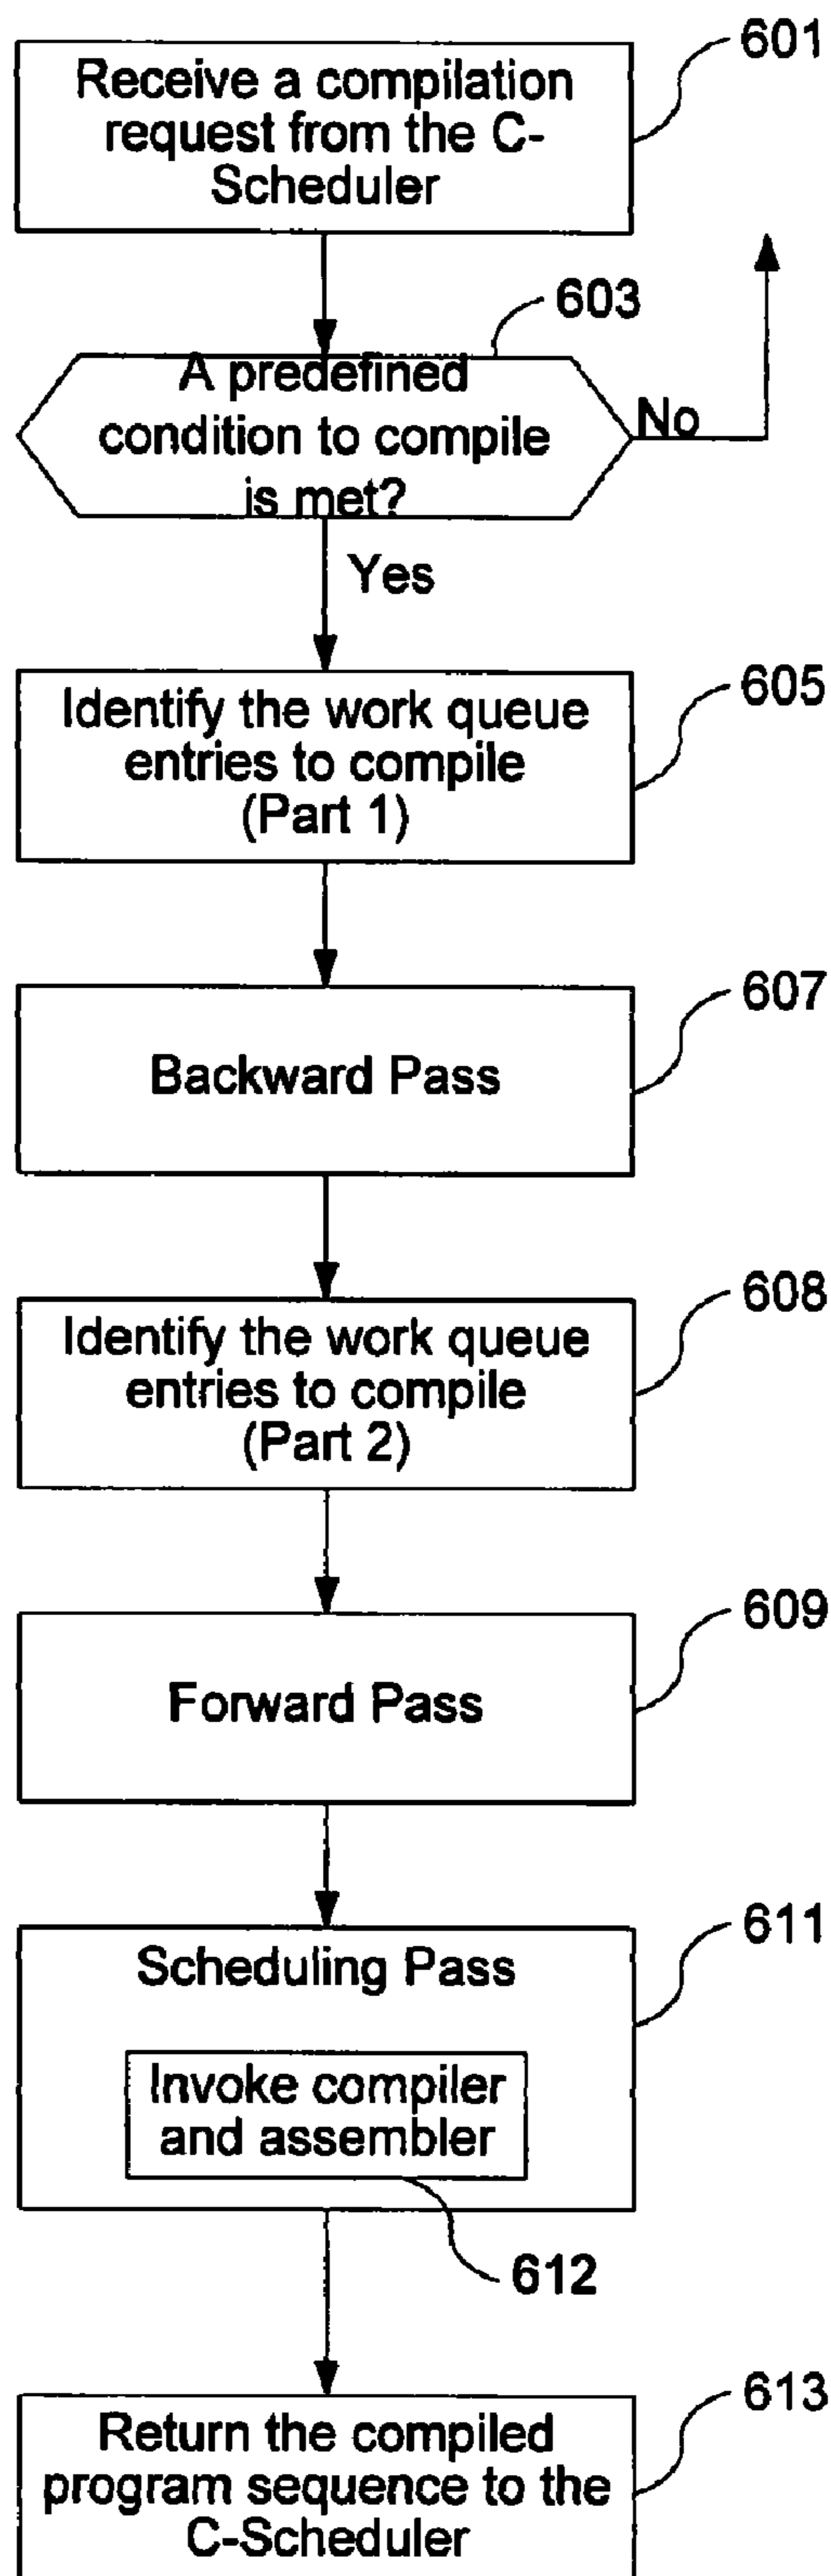 601
Receive a compilation
request from the C-
Scheduler
603
A predefined
condition to compile
is met?
No
Yes
605
Identify the work queue
entries to compile
(Part 1)
607
Backward Pass
608
Identify the work queue
entries to compile
(Part 2)
609
Forward Pass
611
Scheduling Pass
Invoke compiler
and assembler
612
613
Return the compiled
program sequence to the
C-Scheduler